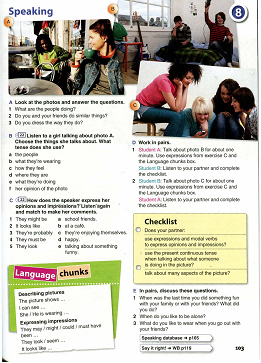 Speaking
8
A
B
C
A Look at the photos and answer the questions.
1 What are the people doing?
2 Do you and your friends do similar things?
3 Do you dress the way they do?
B Listen to a girl talking about photo A.
Choose the things she talks about. What
tense does she use?
a the people
b what they're wearing
c how they feel
d where they are
e what they're doing
f her opinion of the photo
C Now does the speaker express her
opinions and impressions? Listen again
and match to make her comments.
1 They might be
2 It looks like
3 They're probably
4 They must be
5 They look
a school friends.
b at a café.
c they're enjoying themselves.
d happy.
e talking about something
funny.
Language chunks
Describing pictures
The picture shows ...
I can see ...
She / He is wearing ...
Expressing impressions
They may / might / could / must have
been ...
They look / seem ...
It looks like ...
D Work in pairs.
1 Student A: Talk about photo B for about
one minute. Use expressions from exercise C and
the Language chunks box.
Student B: Listen to your partner and complete
the checklist.
2 Student B: Talk about photo C for about one
minute. Use expressions from exercise C and
the Language chunks box.
Student A: Listen to your partner and complete
the checklist
Checklist
Does your partner:
use expressions and modal verbs
to express opinions and impressions?
use the present continuous tense
when talking about what someone
is doing in the picture?
talk about many aspects of the picture?
E In pairs, discuss these questions.
1 When was the last time you did something fun
with your family or with your friends? What did
you do?
2 When do you like to be alone?
3 What do you like to wear when you go out with
your friends?
Speaking database → p165
Say it right! → WB p119
103